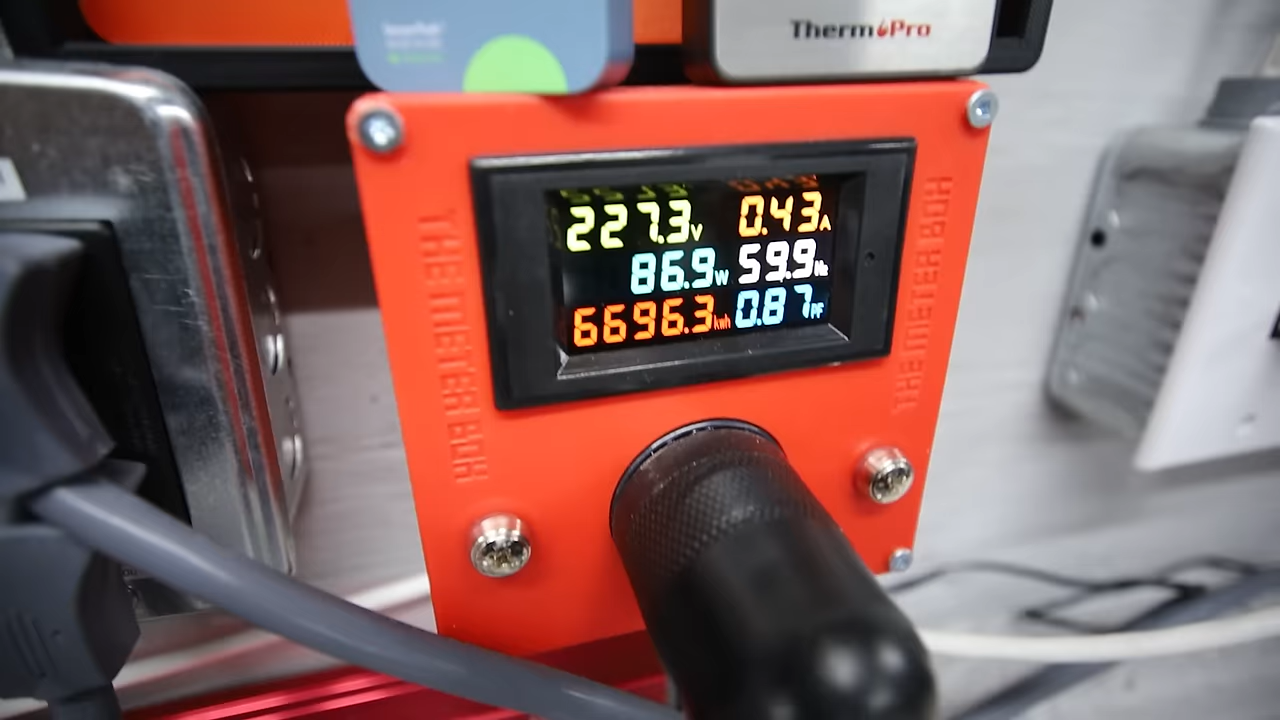 ThermoPro
227.3V 0.43A
86.9W 59.9Hz
6696.3kwh 0.87PF
THE METER BOX
THE METER BOX